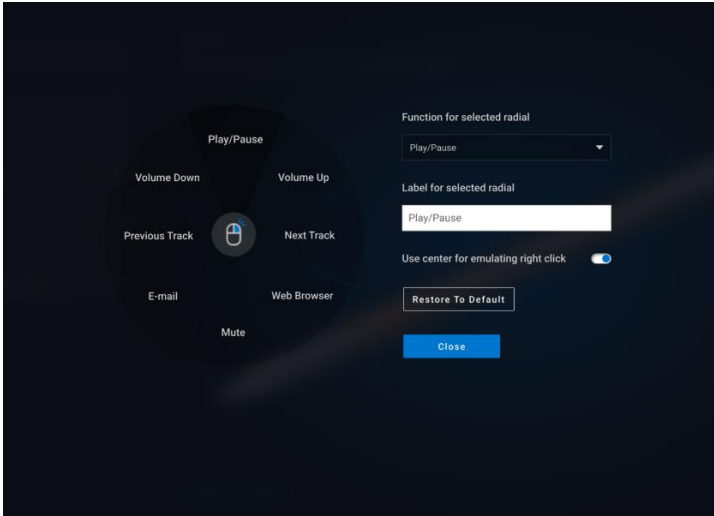 Play/Pause
Volume Down
Volume Up
Previous Track
Next Track
E-mail
Web Browser
Mute
Function for selected radial
Play/Pause
Label for selected radial
Play/Pause
Use center for emulating right click
Restore To Default
Close